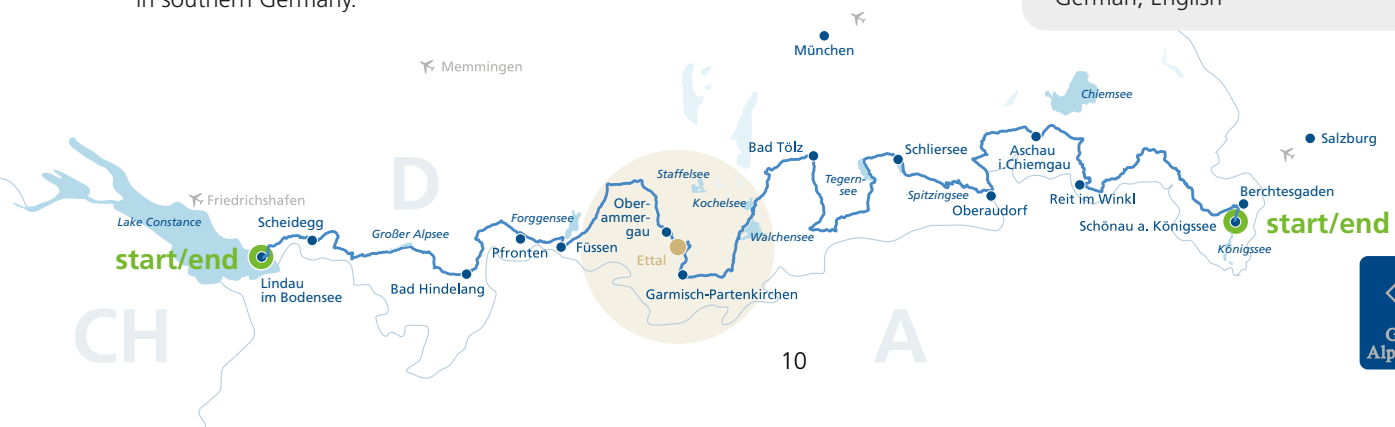 in southern Germany.
German, English
München
Memmingen
Chiemsee
Salzburg
Bad Tölz
Schliersee
Aschau
i.Chiemgau
D
Staffelsee
Tegern-
see
Spitzingsee
Oberaudorf
Reit im Winkl
Berchtesgaden
Friedrichshafen
Lake Constance
Scheidegg
Großer Alpsee
Forggensee
Ober-
ammer-
gau
Kochelsee
Walchensee
Schönau a. Königssee
start/end
Königssee
start/end
Pfronten
Füssen
Ettal
Lindau
im Bodensee
Bad Hindelang
Garmisch-Partenkirchen
CH
A
10